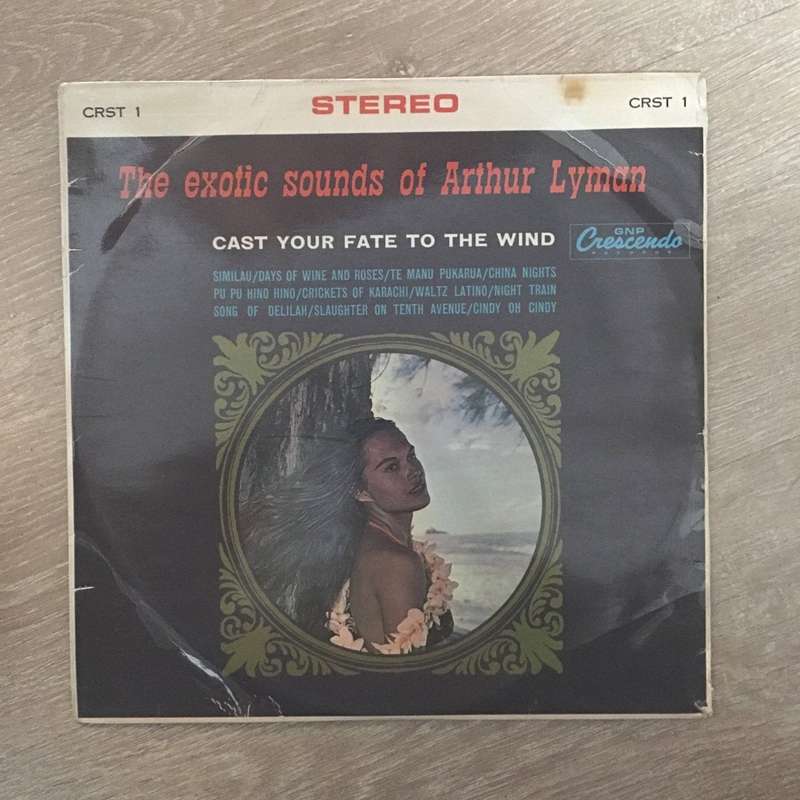 CRST 1 STEREO CRST 1
The exotic sounds of Arthur Lyman
CAST YOUR FATE TO THE WIND
GNP
Crescendo
RECORDS
SIMILAU/DAYS OF WINE AND ROSES/TE MANU PUKARUA/CHINA NIGHTS
PU PU HINO HINO/CRICKETS OF KARACHI/WALTZ LATINO/NIGHT TRAIN
SONG OF DELILAH/SLAUGHTER ON TENTH AVENUE/CINDY OH CINDY